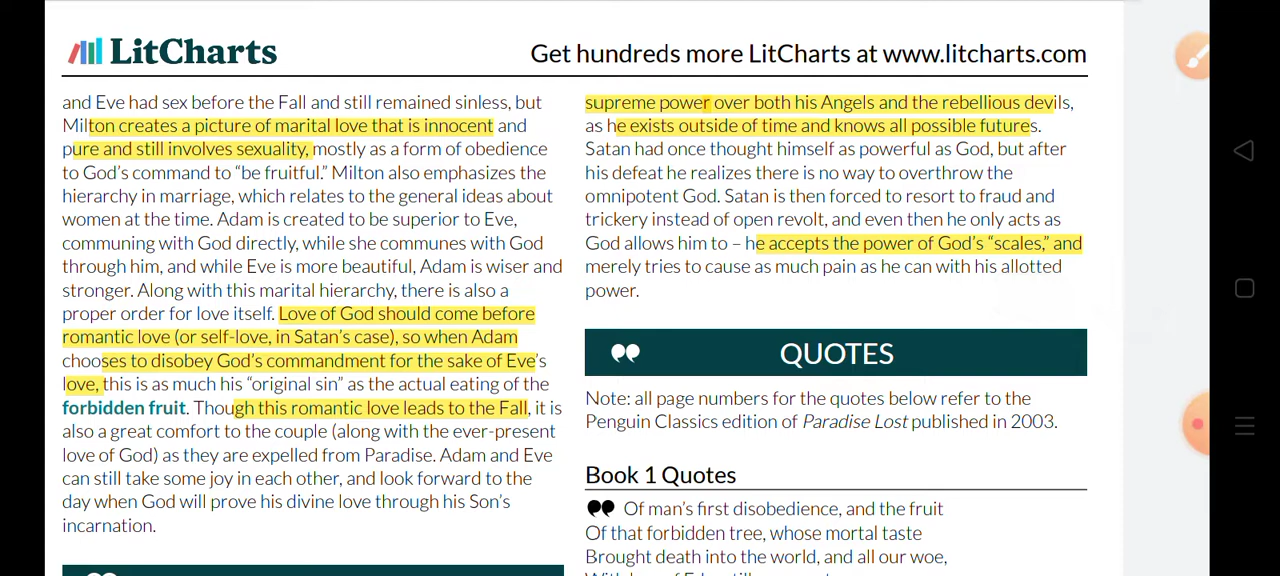 LitCharts
Get hundreds more LitCharts at www.litcharts.com
and Eve had sex before the Fall and still remained sinless, but
Milton creates a picture of marital love that is innocent and
pure and still involves sexuality, mostly as a form of obedience
to God's command to “be fruitful.” Milton also emphasizes the
hierarchy in marriage, which relates to the general ideas about
women at the time. Adam is created to be superior to Eve,
communing with God directly, while she communes with God
through him, and while Eve is more beautiful, Adam is wiser and
stronger. Along with this marital hierarchy, there is also a
proper order for love itself. Love of God should come before
romantic love (or self-love, in Satan's case), so when Adam
chooses to disobey God's commandment for the sake of Eve's
love, this is as much his “original sin” as the actual eating of the
forbidden fruit. Though this romantic love leads to the Fall, it is
also a great comfort to the couple (along with the ever-present
love of God) as they are expelled from Paradise. Adam and Eve
can still take some joy in each other, and look forward to the
day when God will prove his divine love through his Son's
incarnation.
supreme power over both his Angels and the rebellious devils,
as he exists outside of time and knows all possible futures.
Satan had once thought himself as powerful as God, but after
his defeat he realizes there is no way to overthrow the
omnipotent God. Satan is then forced to resort to fraud and
trickery instead of open revolt, and even then he only acts as
God allows him to – he accepts the power of God's “scales,” and
merely tries to cause as much pain as he can with his allotted
power.
QUOTES
Note: all page numbers for the quotes below refer to the
Penguin Classics edition of Paradise Lost published in 2003.
Book 1 Quotes
Of man's first disobedience, and the fruit
Of that forbidden tree, whose mortal taste
Brought death into the world, and all our woe,